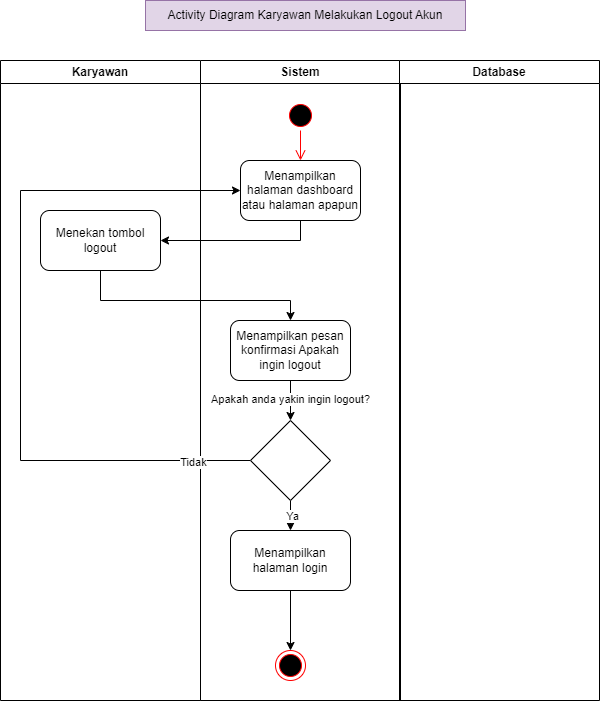 Activity Diagram Karyawan Melakukan Logout Akun
Karyawan
Sistem
Database
Menampilkan
halaman dashboard
atau halaman apapun
Menekan tombol
logout
Menampilkan pesan
konfirmasi Apakah
ingin logout
Apakah anda yakin ingin logout?
Tidak
Ya
Menampilkan
halaman login